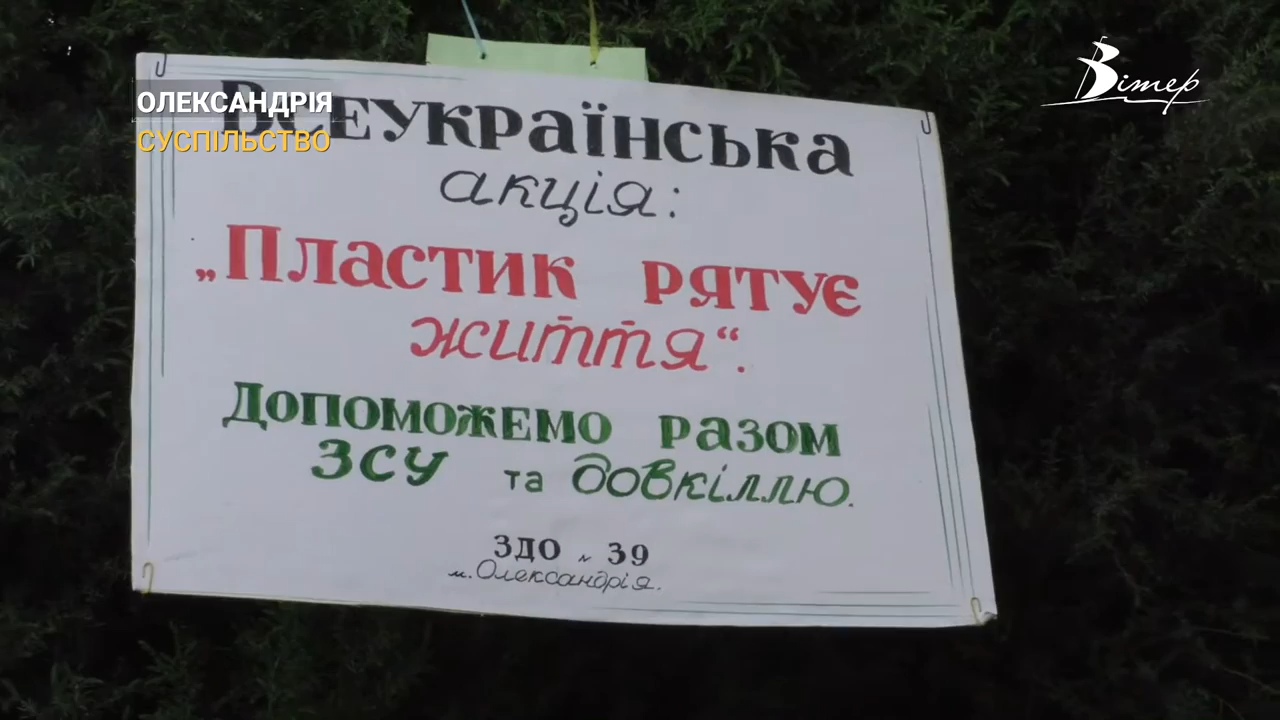 Вітер
ОЛЕКСАНДРІЯ
СУСПІЛЬСТВО
Всеукраїнська
акція:
„Пластик рятує
життя“.
Допоможемо разом
ЗСУ та довкіллю.
ЗДО № 39
м. Олександрія.